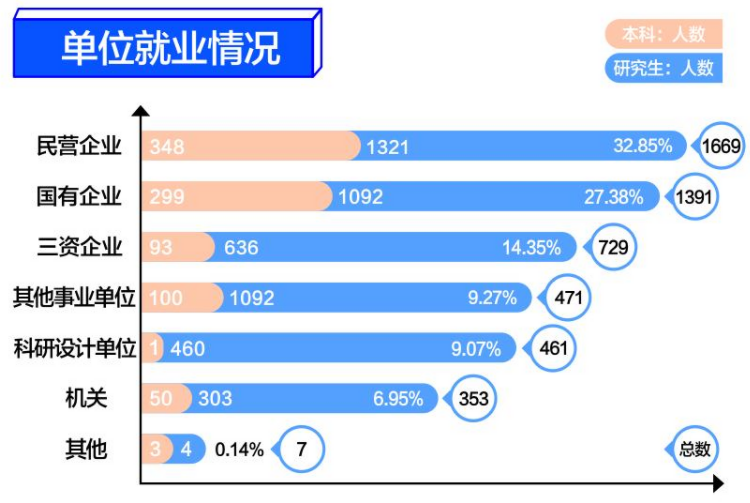 单位就业情况
本科：人数
研究生：人数
民营企业 348 1321 32.85% 1669
国有企业 299 1092 27.38% 1391
三资企业 93 636 14.35% 729
其他事业单位 100 1092 9.27% 471
科研设计单位 1 460 9.07% 461
机关 50 303 6.95% 353
其他 3 4 0.14% 7
总数